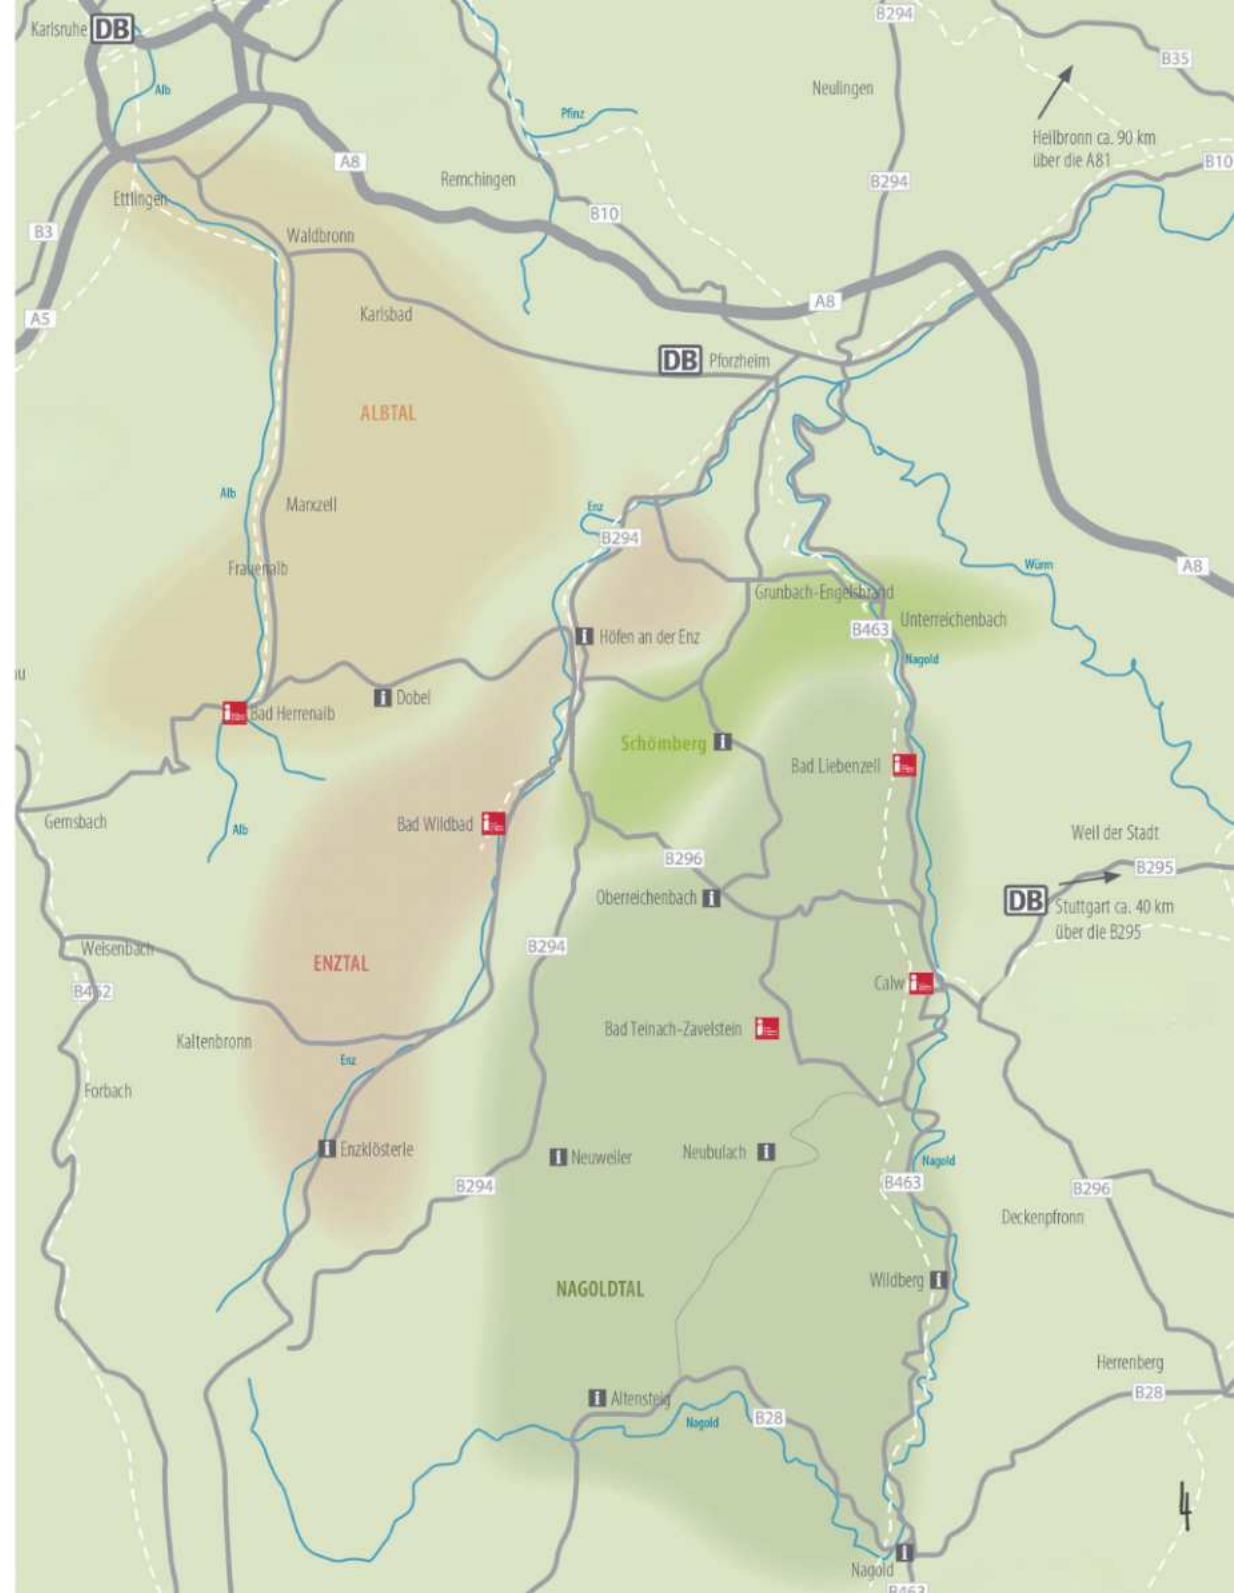 B294
Karlsruhe DB
B35
Alb
Neulingen
Pfinz
Heilbronn ca. 90 km
über die A81
A8
B10
Remchingen
B294
Ettlingen
B10
B3
Waldbronn
A8
Karlsbad
A5
DB Pforzheim
ALBTAL
Alb
Marxzell
Enz
B294
Würm
A8
Frauenalb
Grunbach-Engelsbrand
Unterreichenbach
B463
i Höfen an der Enz
Nagold
i Dobel
i Bad Herrenalb
Schömberg i
Bad Liebenzell i
Gernsbach
Alb
Bad Wildbad i
Weil der Stadt
B296
B295
Oberreichenbach i
DB Stuttgart ca. 40 km
über die B295
Weisenbach
B294
ENZTAL
Calw i
B462
Bad Teinach-Zavelstein i
Kaltenbronn
Enz
Forbach
i Enzklösterle
i Neuweiler
Neubulach i
Nagold
B294
B463
B296
Deckenpfronn
NAGOLDTAL
Wildberg i
Herrenberg
B28
i Altensteig
Nagold
B28
4
Nagold i
B463